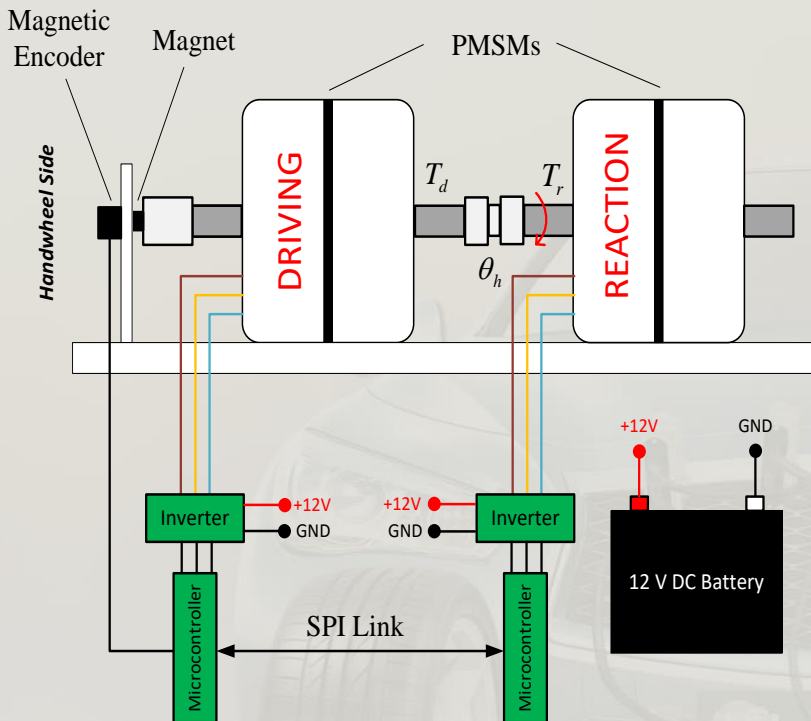 Magnetic
Encoder
Magnet
PMSMs
Handwheel Side
DRIVING
T_d
T_r
θ_h
REACTION
+12V
GND
Inverter
+12V
GND
+12V
GND
Inverter
12 V DC Battery
Microcontroller
SPI Link
Microcontroller